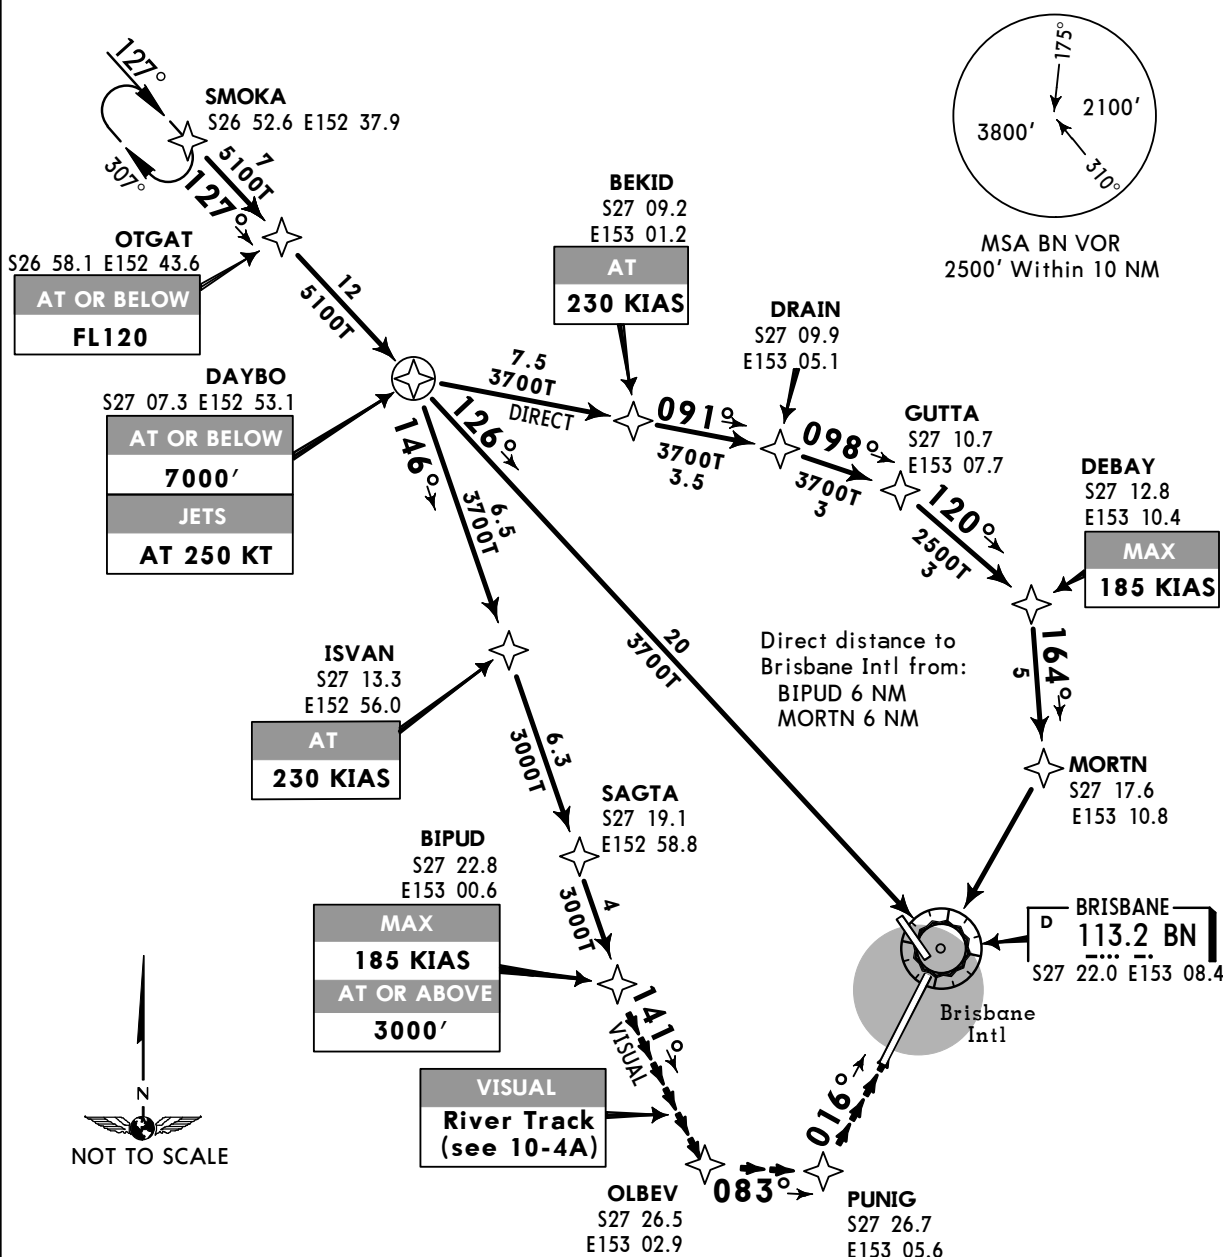 127°
SMOKA
S26 52.6 E152 37.9
307°
7
5100T
127°
OTGAT
S26 58.1 E152 43.6
AT OR BELOW
FL120
12
5100T
175°
2100'
3800'
310°
MSA BN VOR
2500' Within 10 NM
BEKID
S27 09.2
E153 01.2
AT
230 KIAS
DRAIN
S27 09.9
E153 05.1
DAYBO
S27 07.3 E152 53.1
AT OR BELOW
7000'
JETS
AT 250 KT
7.5
3700T
DIRECT
091°
3700T
3.5
098°
3700T
3
GUTTA
S27 10.7
E153 07.7
120°
2500T
3
DEBAY
S27 12.8
E153 10.4
MAX
185 KIAS
126°
146°
6.5
3700T
20
3700T
164°
5
Direct distance to
Brisbane Intl from:
BIPUD 6 NM
MORTN 6 NM
ISVAN
S27 13.3
E152 56.0
AT
230 KIAS
6.3
3000T
MORTN
S27 17.6
E153 10.8
SAGTA
S27 19.1
E152 58.8
BIPUD
S27 22.8
E153 00.6
MAX
185 KIAS
AT OR ABOVE
3000'
4
3000T
BRISBANE
D 113.2 BN
S27 22.0 E153 08.4
Brisbane
Intl
141°
VISUAL
VISUAL
River Track
(see 10-4A)
016°
N
NOT TO SCALE
OLBEV
S27 26.5
E153 02.9
083°
PUNIG
S27 26.7
E153 05.6